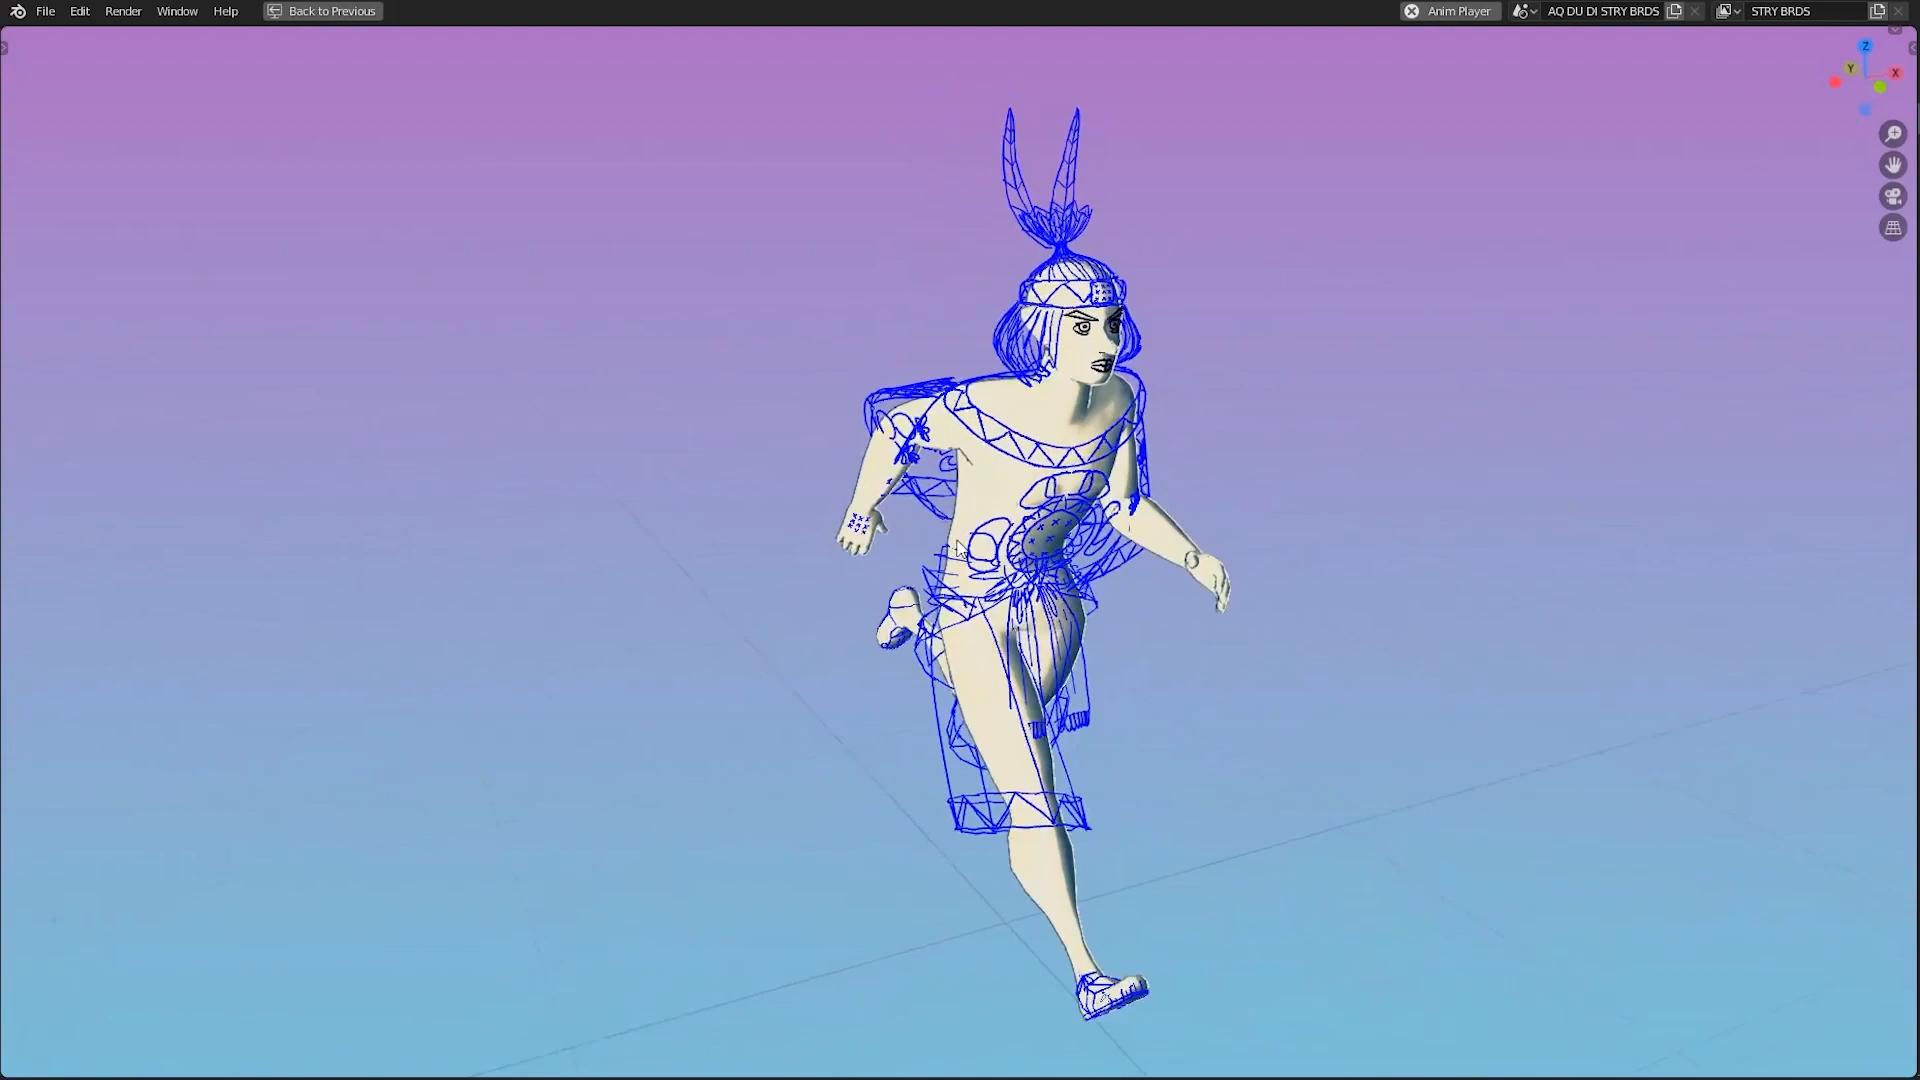 File Edit Render Window Help Back to Previous Anim Player AQ DU DI STRY BRDS STRY BRDS
Z
Y X